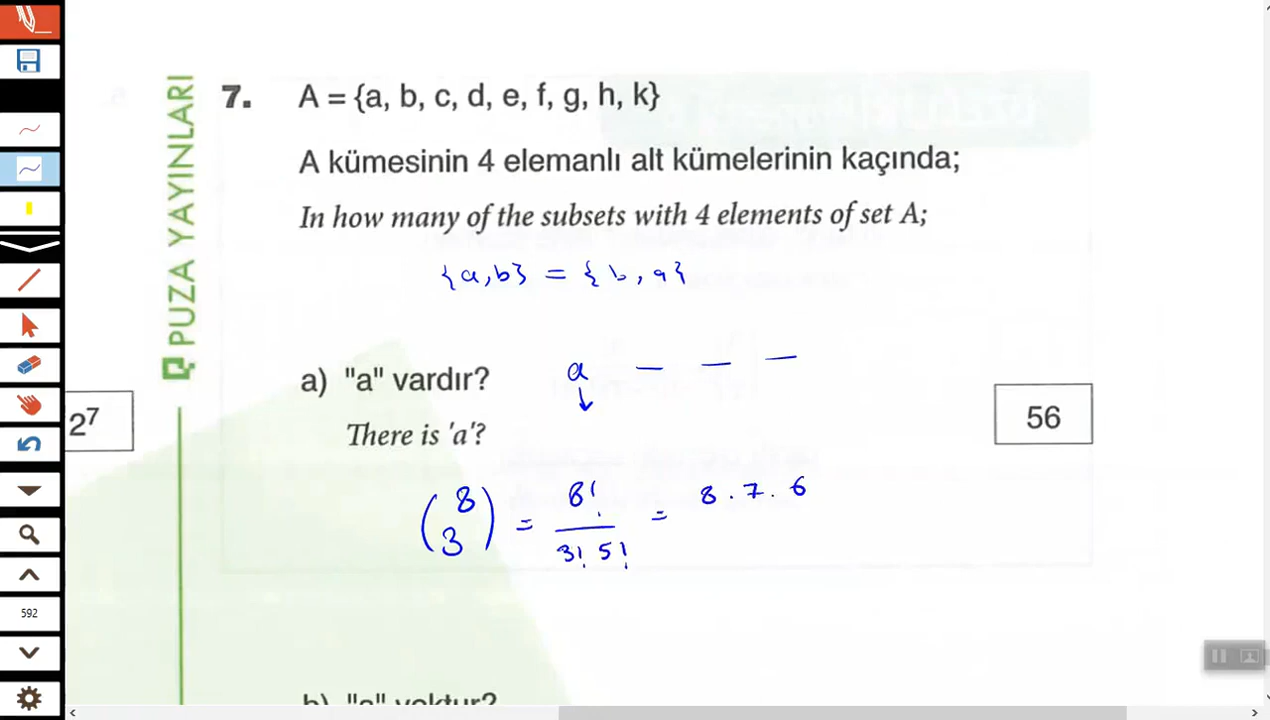 PUZA YAYINLARI
7. A = {a, b, c, d, e, f, g, h, k}
A kümesinin 4 elemanlı alt kümelerinin kaçında;
In how many of the subsets with 4 elements of set A;
{a,b} = {b,a}
a) "a" vardır? a — — —
There is 'a'?
2⁷
56
(8 3) = 8! / 3! 5! = 8 . 7 . 6
b) "a" yoktur?
592